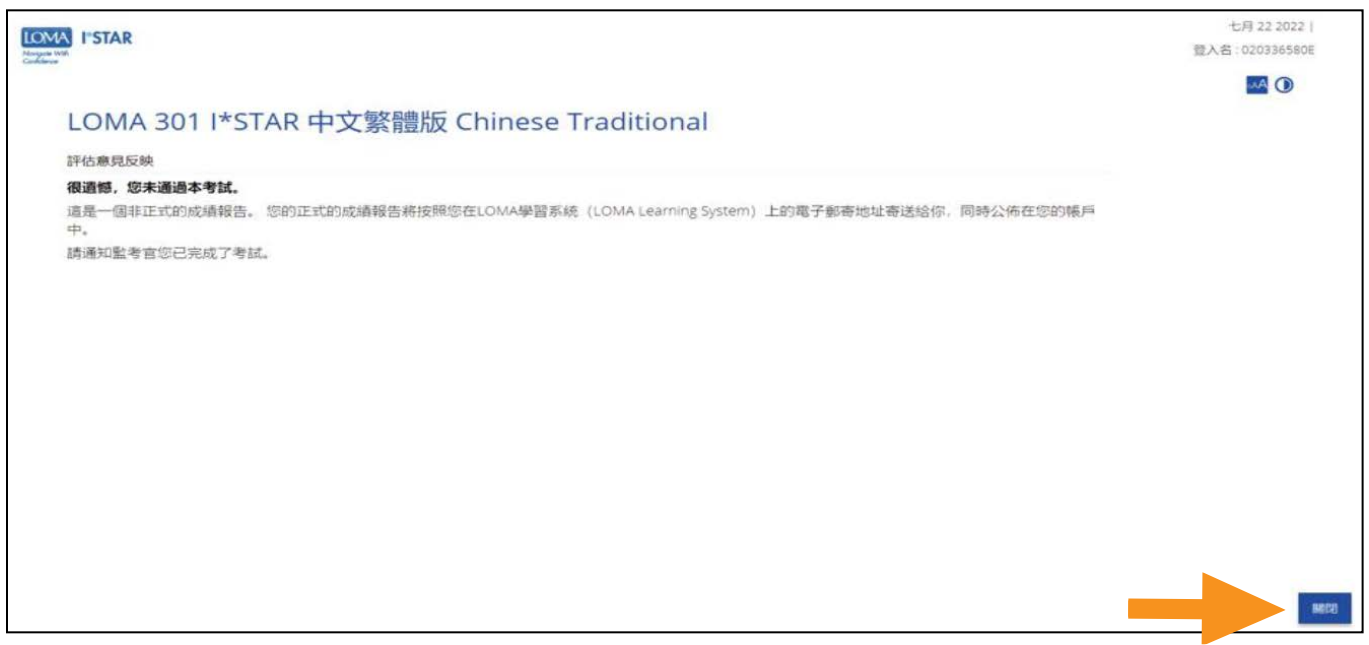 七月 22 2022 |
LOMA I*STAR
Navigate With
Confidence
登入名 : 020336580E
LOMA 301 I*STAR 中文繁體版 Chinese Traditional
評估意見反映
很遺憾，您未通過本考試。
這是一個非正式的成績報告。 您的正式的成績報告將按照您在LOMA學習系統（LOMA Learning System）上的電子郵寄地址寄送給你，同時公佈在您的帳戶
中。
請通知監考官您已完成了考試。
關閉